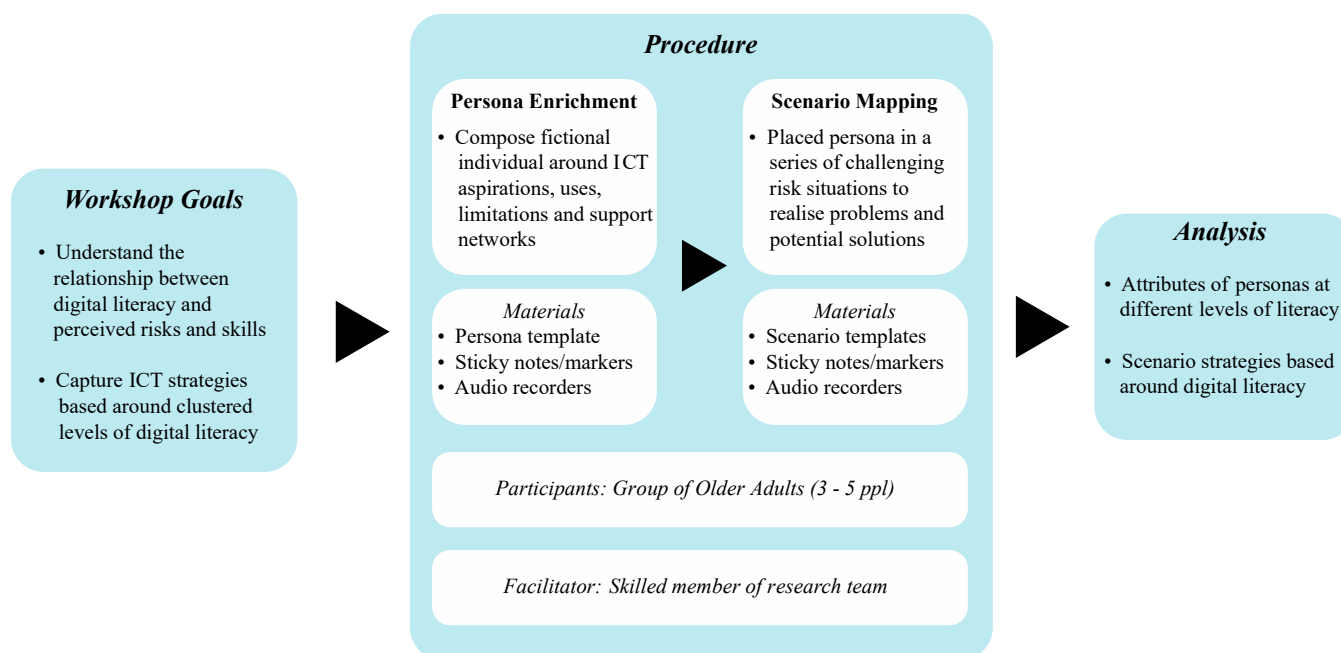 Workshop Goals
• Understand the
relationship between
digital literacy and
perceived risks and skills
• Capture ICT strategies
based around clustered
levels of digital literacy
Procedure
Persona Enrichment
• Compose fictional
individual around ICT
aspirations, uses,
limitations and support
networks
Materials
• Persona template
• Sticky notes/markers
• Audio recorders
Scenario Mapping
• Placed persona in a
series of challenging
risk situations to
realise problems and
potential solutions
Materials
• Scenario templates
• Sticky notes/markers
• Audio recorders
Participants: Group of Older Adults (3 - 5 ppl)
Facilitator: Skilled member of research team
Analysis
• Attributes of personas at
different levels of literacy
• Scenario strategies based
around digital literacy